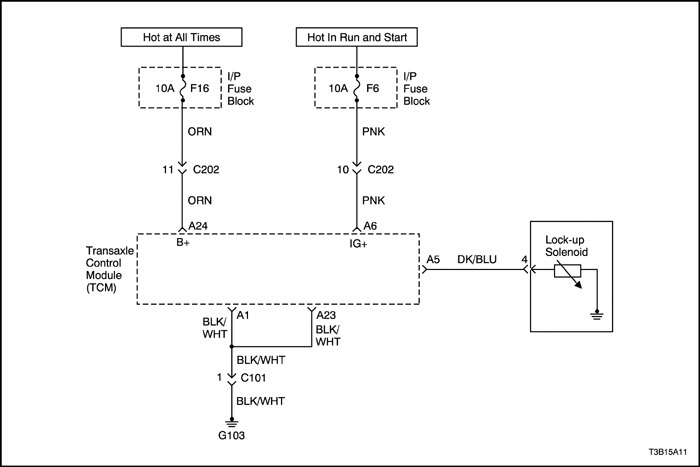 Hot at All Times
Hot In Run and Start
10A F16
I/P
Fuse
Block
10A F6
I/P
Fuse
Block
ORN
PNK
11 C202
10 C202
ORN
PNK
A24
A6
B+
IG+
Transaxle
Control
Module
(TCM)
A5 DK/BLU 4
Lock-up
Solenoid
A1
A23
BLK/
WHT
BLK/
WHT
BLK/WHT
1 C101
BLK/WHT
G103
T3B15A11